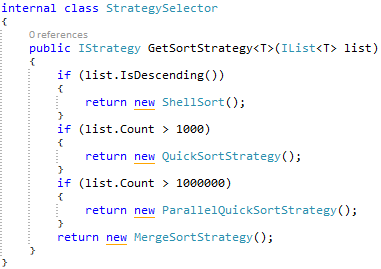 internal class StrategySelector
{
0 references
public IStrategy GetSortStrategy<T>(IList<T> list)
{
if (list.IsDescending())
{
return new ShellSort();
}
if (list.Count > 1000)
{
return new QuickSortStrategy();
}
if (list.Count > 1000000)
{
return new ParallelQuickSortStrategy();
}
return new MergeSortStrategy();
}
}